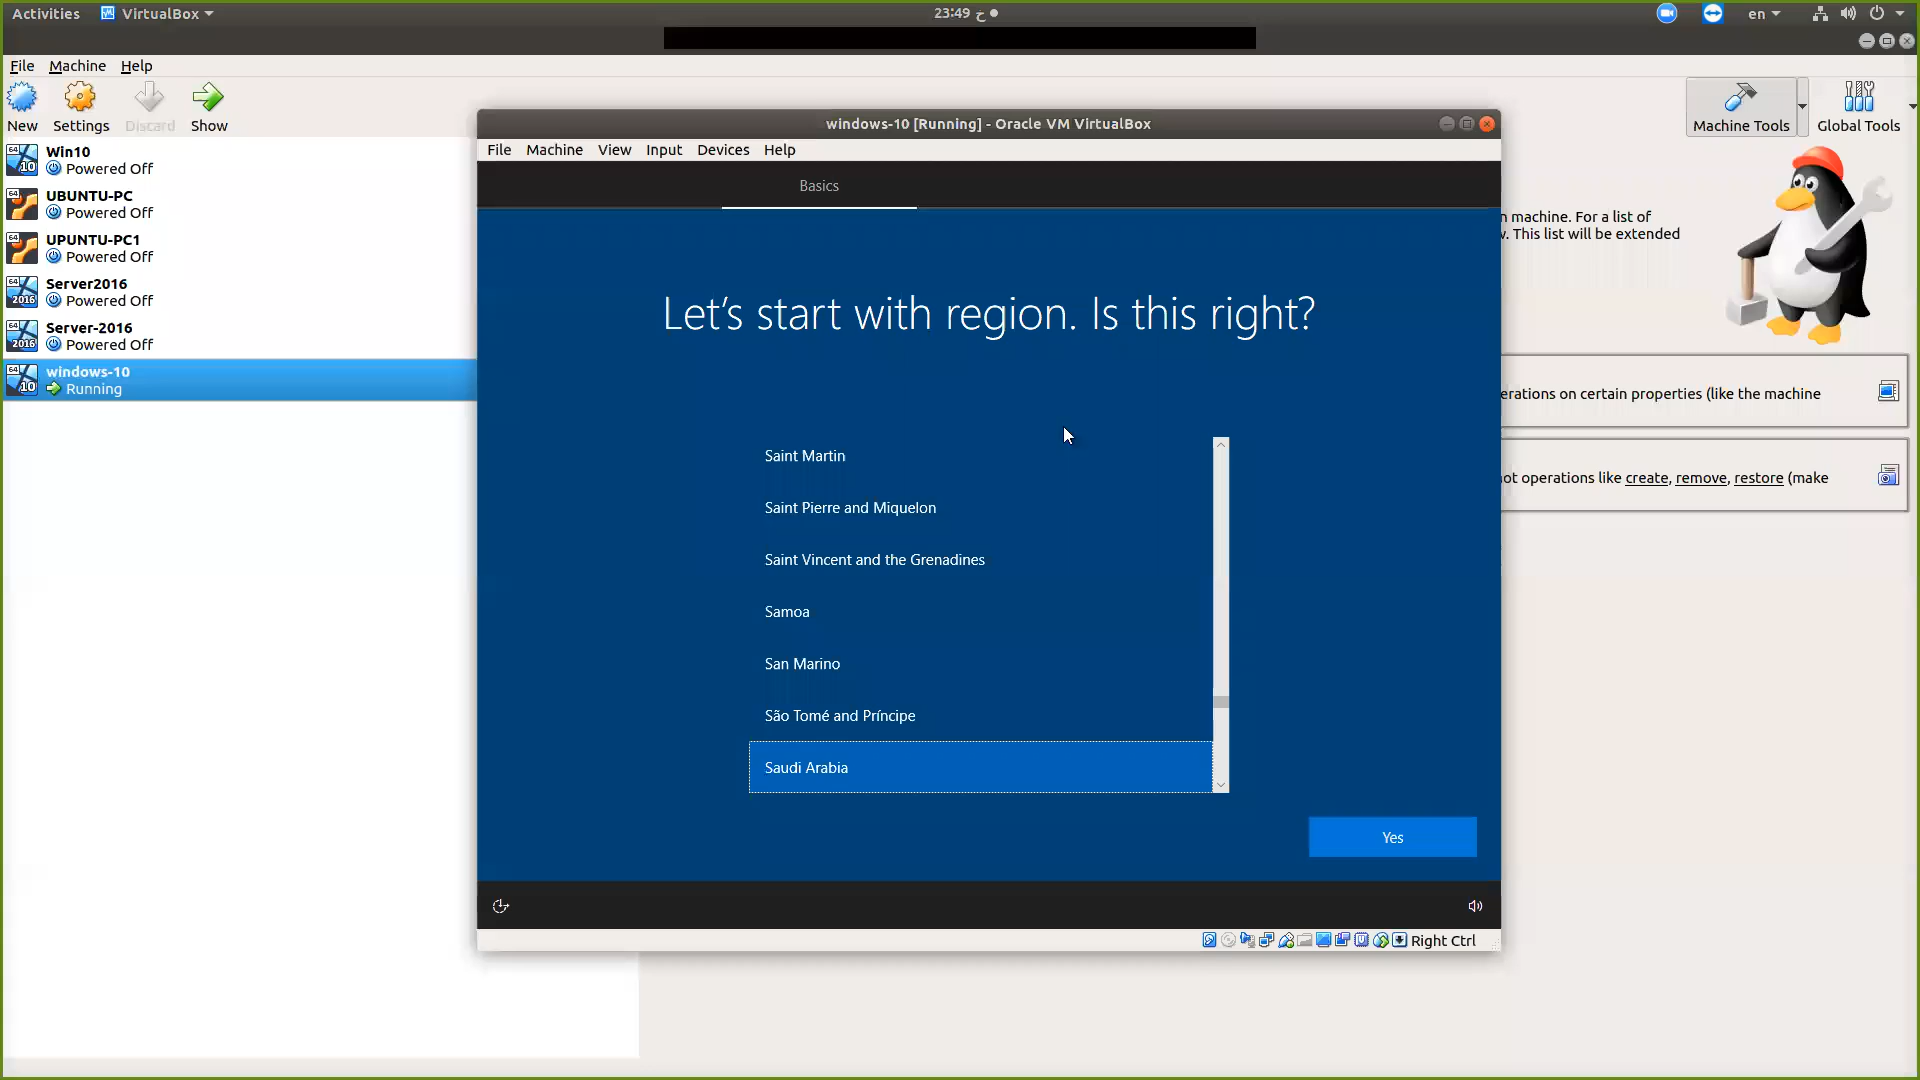 Activities VirtualBox 23:49 ح en
File Machine Help
New Settings Discard Show
Machine Tools Global Tools
Win10
Powered Off
UBUNTU-PC
Powered Off
UPUNTU-PC1
Powered Off
Server2016
Powered Off
Server-2016
Powered Off
windows-10
Running
windows-10 [Running] - Oracle VM VirtualBox
File Machine View Input Devices Help
Basics
Let's start with region. Is this right?
Saint Martin
Saint Pierre and Miquelon
Saint Vincent and the Grenadines
Samoa
San Marino
São Tomé and Príncipe
Saudi Arabia
Yes
Right Ctrl
n machine. For a list of
. This list will be extended
erations on certain properties (like the machine
ot operations like create, remove, restore (make